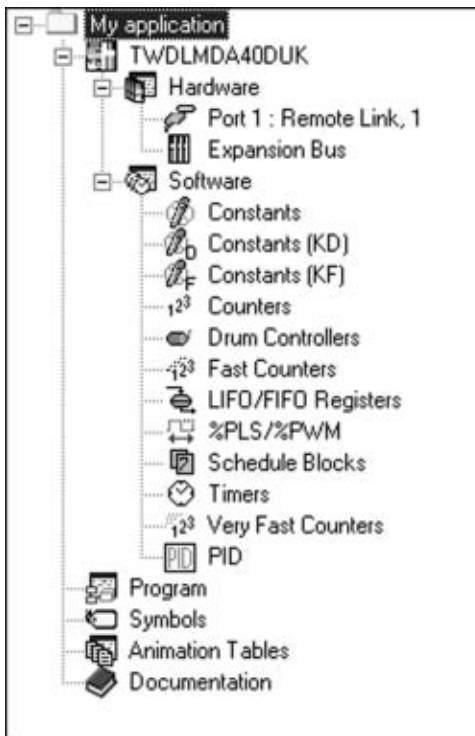 My application
TWDLMDA40DUK
Hardware
Port 1 : Remote Link, 1
Expansion Bus
Software
Constants
Constants (KD)
Constants (KF)
Counters
Drum Controllers
Fast Counters
LIFO/FIFO Registers
%PLS/%PWM
Schedule Blocks
Timers
Very Fast Counters
PID PID
Program
Symbols
Animation Tables
Documentation